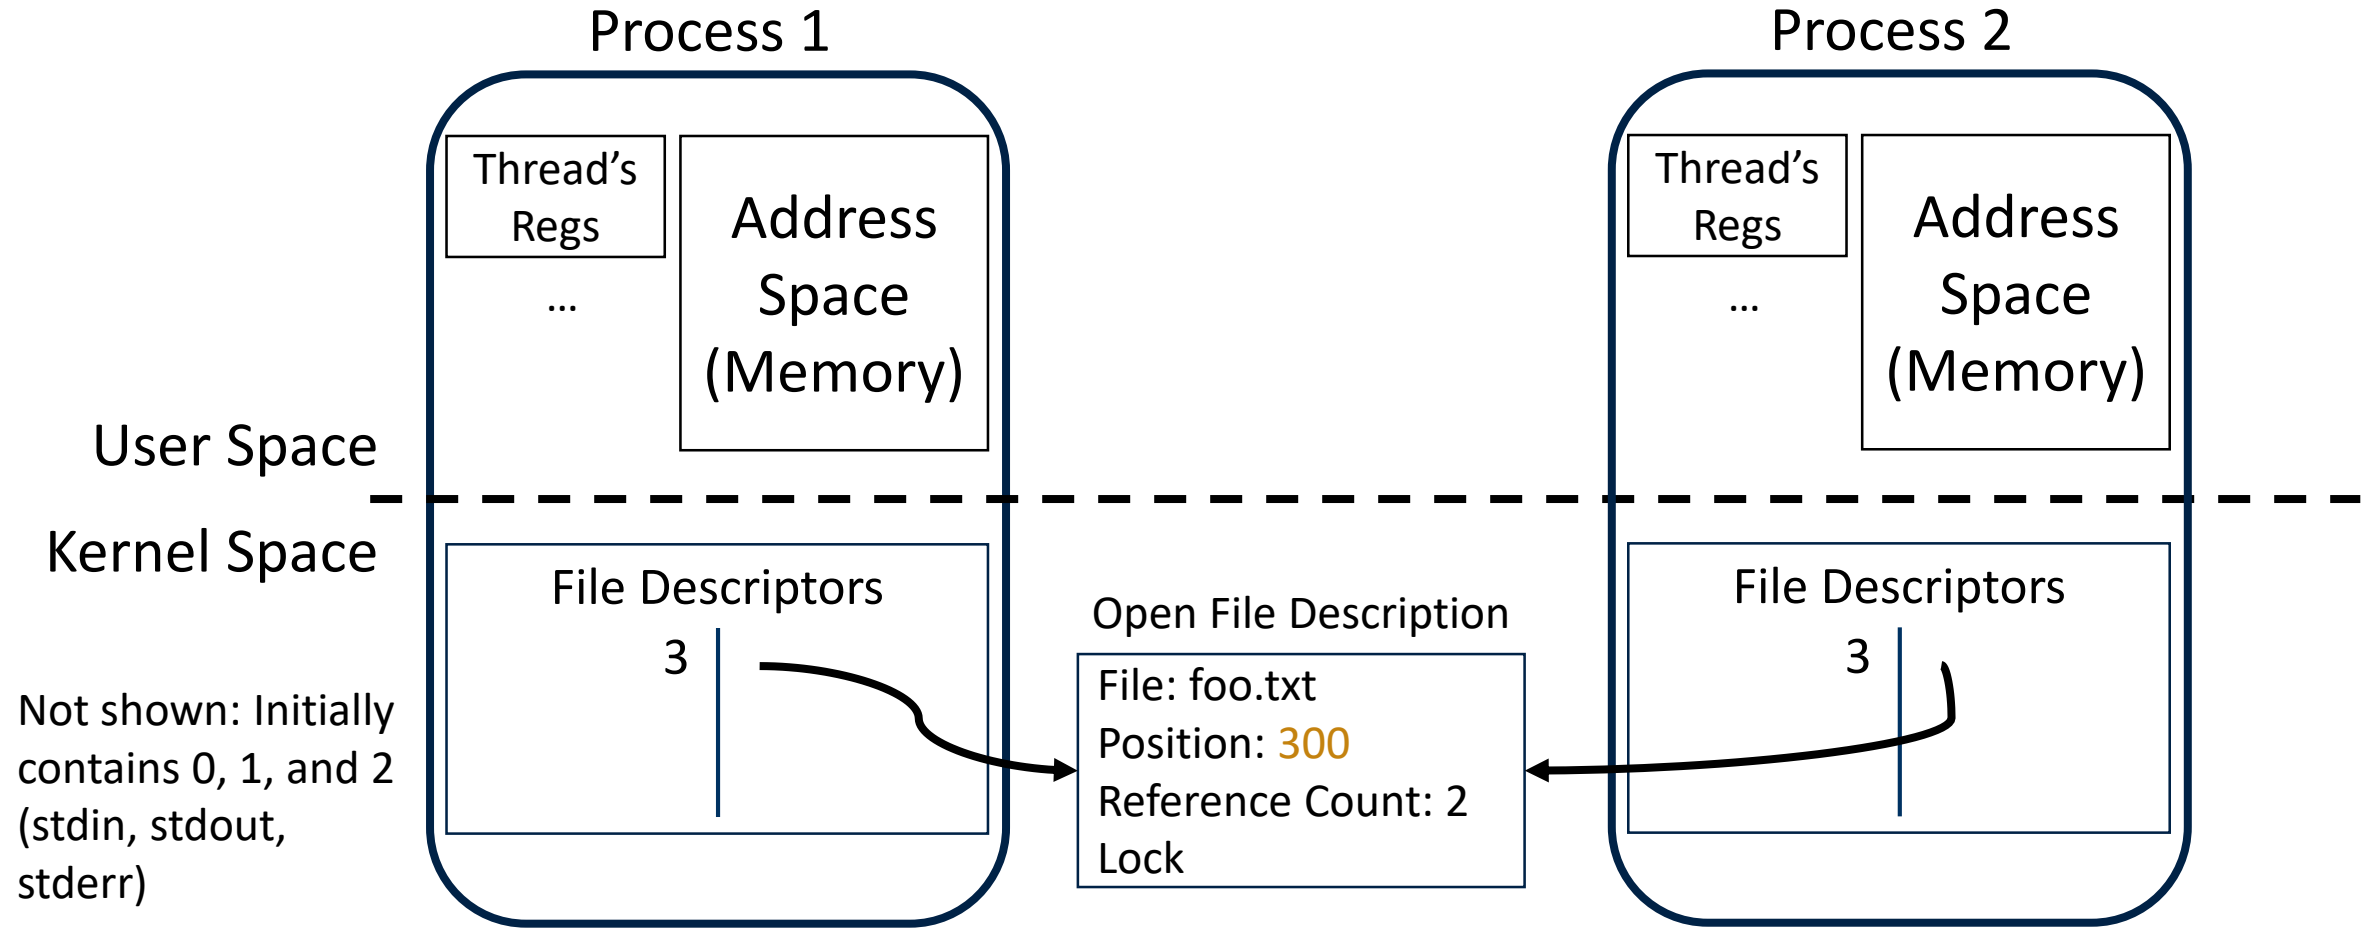 Process 1
Process 2
Thread's
Regs
...
Address
Space
(Memory)
Thread's
Regs
...
Address
Space
(Memory)
User Space
Kernel Space
File Descriptors
3
Open File Description
File: foo.txt
Position: 300
Reference Count: 2
Lock
File Descriptors
3
Not shown: Initially
contains 0, 1, and 2
(stdin, stdout,
stderr)